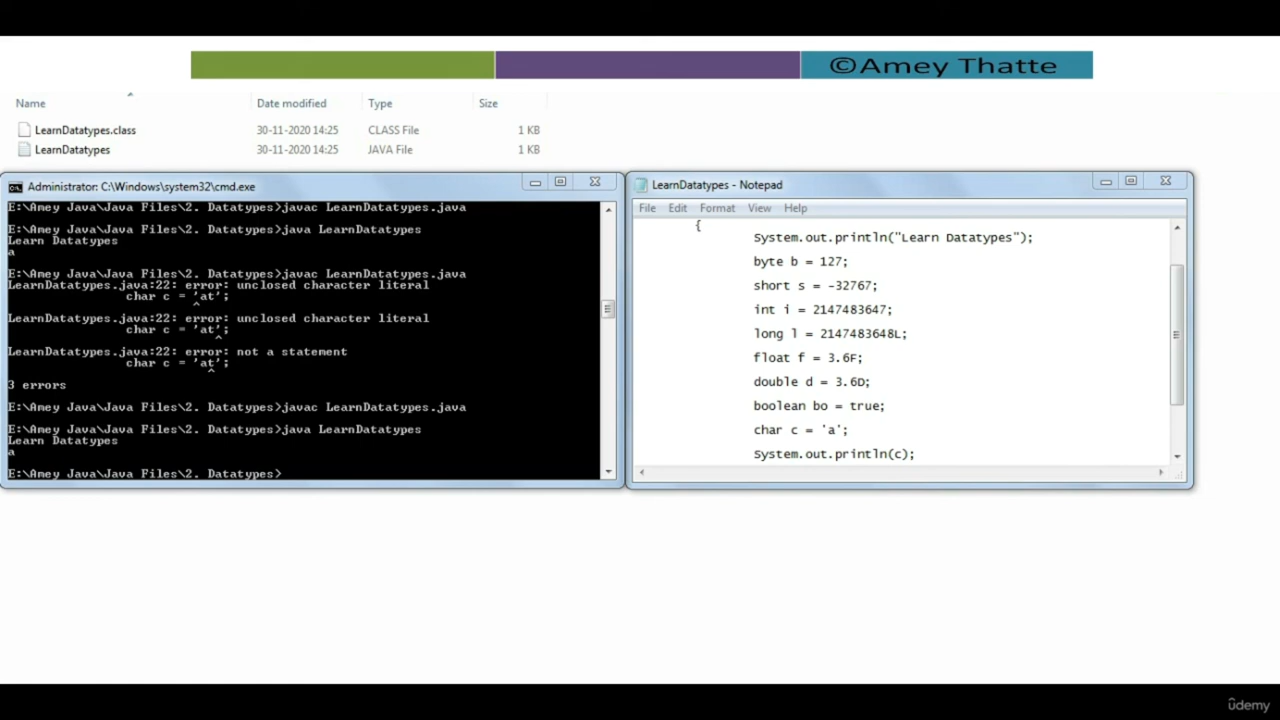 ©Amey Thatte
Name Date modified Type Size
LearnDatatypes.class 30-11-2020 14:25 CLASS File 1 KB
LearnDatatypes 30-11-2020 14:25 JAVA File 1 KB
Administrator: C:\Windows\system32\cmd.exe
E:\Amey Java\Java Files\2. Datatypes>javac LearnDatatypes.java
E:\Amey Java\Java Files\2. Datatypes>java LearnDatatypes
Learn Datatypes
a
E:\Amey Java\Java Files\2. Datatypes>javac LearnDatatypes.java
LearnDatatypes.java:22: error: unclosed character literal
char c = 'at';
^
LearnDatatypes.java:22: error: unclosed character literal
char c = 'at';
^
LearnDatatypes.java:22: error: not a statement
char c = 'at';
^
3 errors
E:\Amey Java\Java Files\2. Datatypes>javac LearnDatatypes.java
E:\Amey Java\Java Files\2. Datatypes>java LearnDatatypes
Learn Datatypes
a
E:\Amey Java\Java Files\2. Datatypes>
LearnDatatypes - Notepad
File Edit Format View Help
{
System.out.println("Learn Datatypes");
byte b = 127;
short s = -32767;
int i = 2147483647;
long l = 2147483648L;
float f = 3.6F;
double d = 3.6D;
boolean bo = true;
char c = 'a';
System.out.println(c);
ûdemy